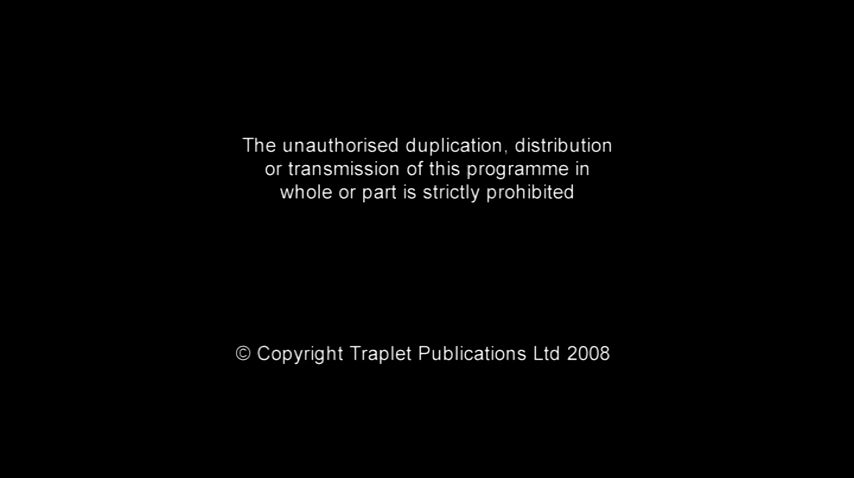 The unauthorised duplication, distribution
or transmission of this programme in
whole or part is strictly prohibited
© Copyright Traplet Publications Ltd 2008